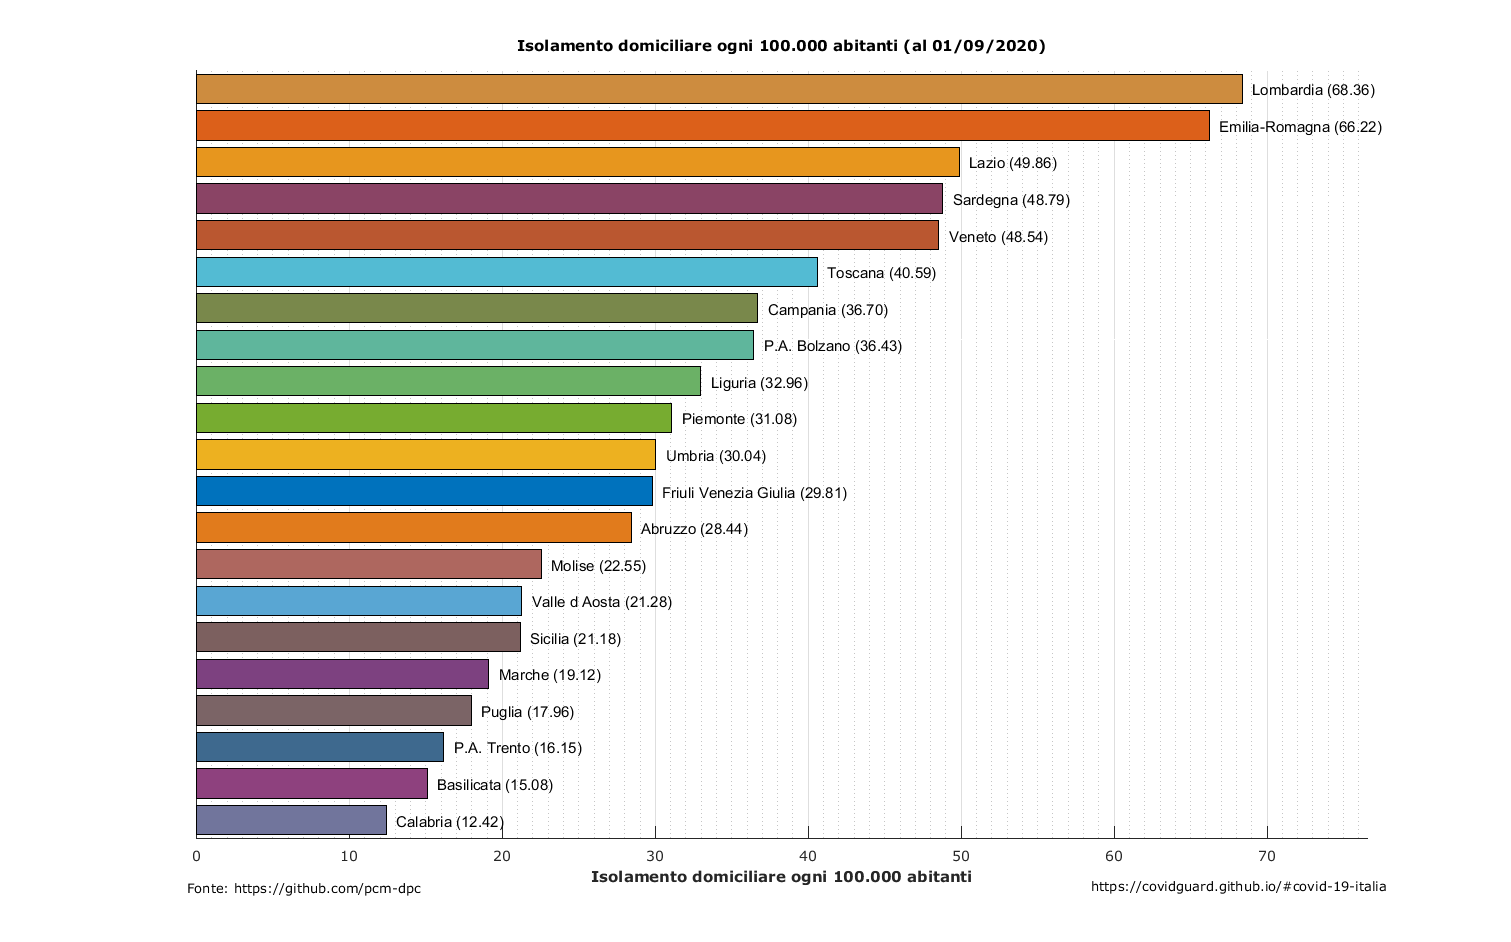 Isolamento domiciliare ogni 100.000 abitanti (al 01/09/2020)
Lombardia (68.36)
Emilia-Romagna (66.22)
Lazio (49.86)
Sardegna (48.79)
Veneto (48.54)
Toscana (40.59)
Campania (36.70)
P.A. Bolzano (36.43)
Liguria (32.96)
Piemonte (31.08)
Umbria (30.04)
Friuli Venezia Giulia (29.81)
Abruzzo (28.44)
Molise (22.55)
Valle d Aosta (21.28)
Sicilia (21.18)
Marche (19.12)
Puglia (17.96)
P.A. Trento (16.15)
Basilicata (15.08)
Calabria (12.42)
0 10 20 30 40 50 60 70
Isolamento domiciliare ogni 100.000 abitanti
Fonte: https://github.com/pcm-dpc
https://covidguard.github.io/#covid-19-italia